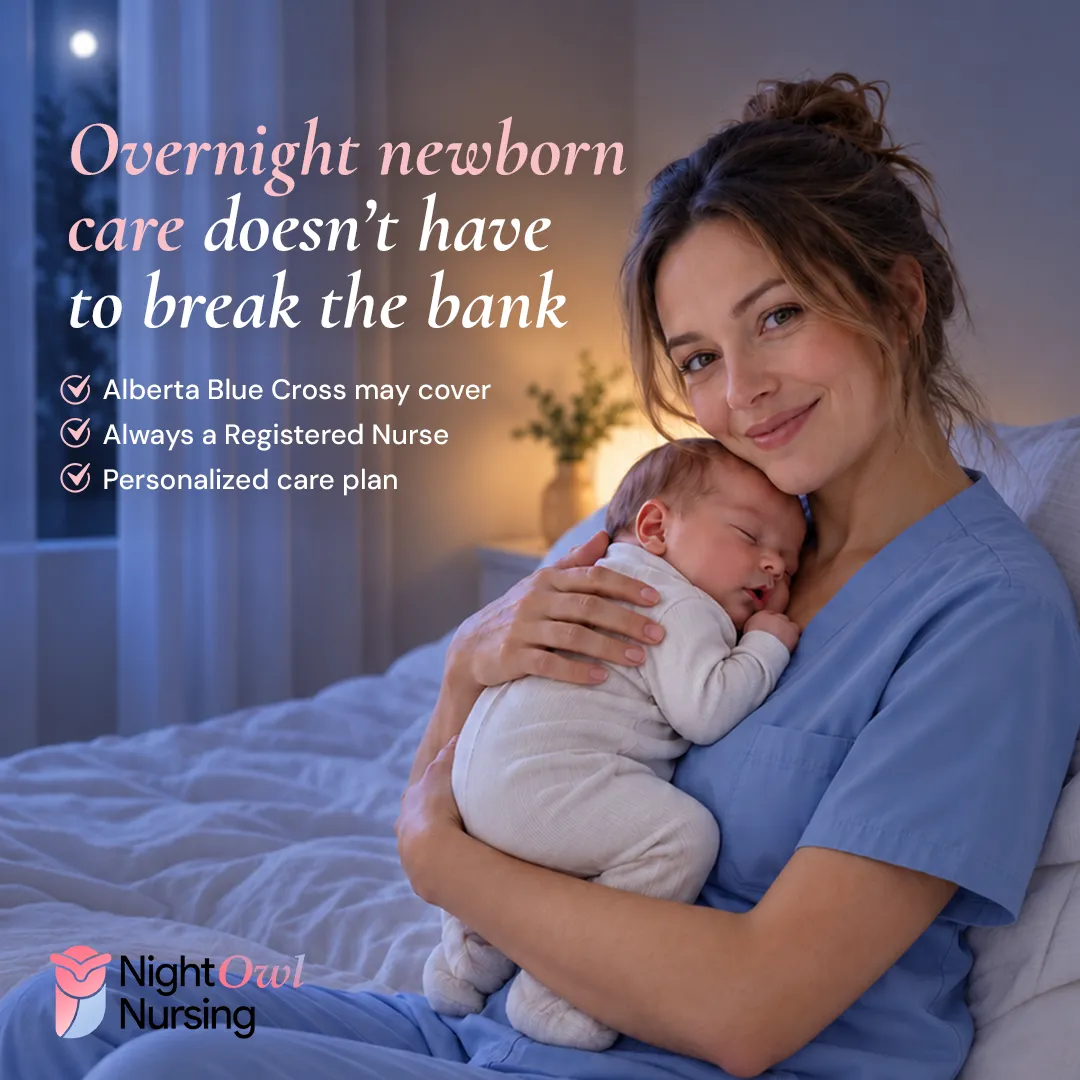 Overnight newborn
care doesn't have
to break the bank
Alberta Blue Cross may cover
Always a Registered Nurse
Personalized care plan
NightOwl
Nursing